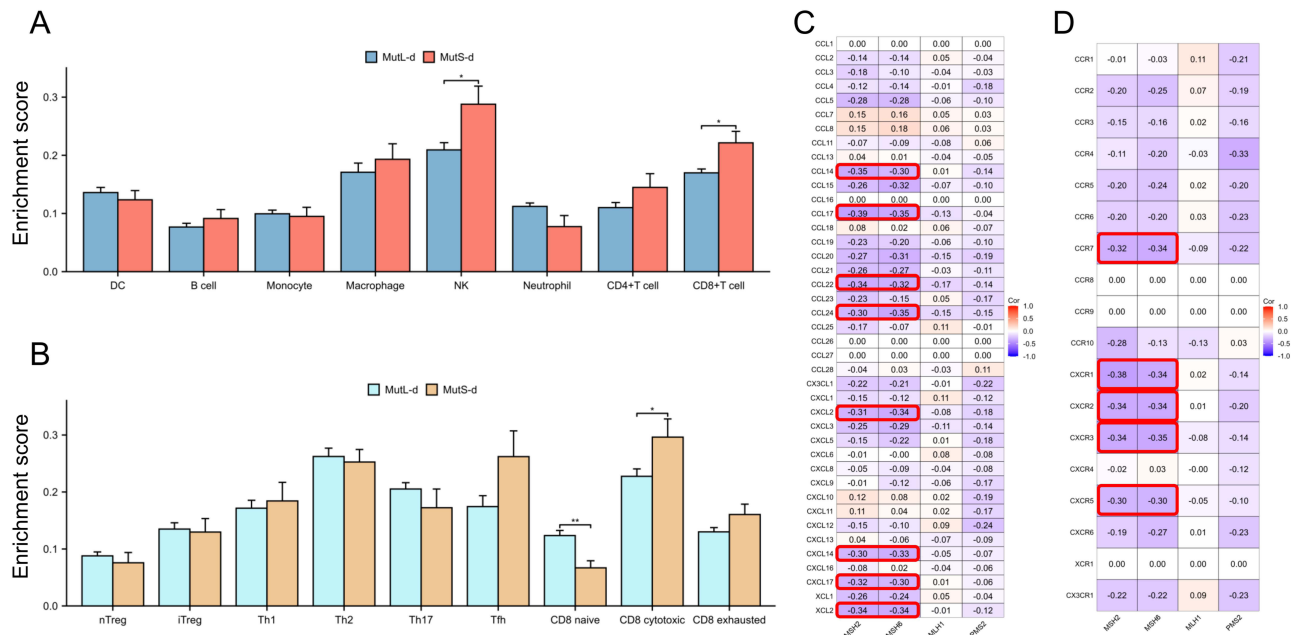 A
MutL-d MutS-d
Enrichment score
0.3
0.2
0.1
0.0
*
*
DC B cell Monocyte Macrophage NK Neutrophil CD4+T cell CD8+T cell
B
MutL-d MutS-d
Enrichment score
0.3
0.2
0.1
0.0
**
*
nTreg iTreg Th1 Th2 Th17 Tfh CD8 naive CD8 cytotoxic CD8 exhausted
C
CCL1 0.00 0.00 0.00 0.00
CCL2 -0.14 -0.14 0.05 -0.04
CCL3 -0.18 -0.10 -0.04 -0.03
CCL4 -0.12 -0.14 -0.01 -0.18
CCL5 -0.28 -0.28 -0.06 -0.10
CCL7 0.15 0.16 0.05 0.03
CCL8 0.15 0.18 0.06 0.03
CCL11 -0.07 -0.09 -0.08 0.06
CCL13 0.04 0.01 -0.04 -0.05
CCL14 -0.35 -0.30 0.01 -0.14
CCL15 -0.26 -0.32 -0.07 -0.10
CCL16 0.00 0.00 0.00 0.00
CCL17 -0.39 -0.35 -0.13 -0.04
CCL18 0.08 0.02 0.06 -0.07
CCL19 -0.23 -0.20 -0.06 -0.10
CCL20 -0.27 -0.31 -0.15 -0.19
CCL21 -0.26 -0.27 -0.03 -0.11
CCL22 -0.34 -0.32 -0.17 -0.14
CCL23 -0.23 -0.15 0.05 -0.17
CCL24 -0.30 -0.35 -0.15 -0.15
CCL25 -0.17 -0.07 0.11 -0.01
CCL26 0.00 0.00 0.00 0.00
CCL27 0.00 0.00 0.00 0.00
CCL28 -0.04 0.03 -0.03 0.11
CX3CL1 -0.22 -0.21 -0.01 -0.22
CXCL1 -0.15 -0.12 0.11 -0.12
CXCL2 -0.31 -0.34 -0.08 -0.18
CXCL3 -0.25 -0.29 -0.11 -0.14
CXCL5 -0.15 -0.22 0.01 -0.18
CXCL6 -0.01 -0.00 0.08 -0.08
CXCL8 -0.05 -0.09 -0.04 -0.08
CXCL9 -0.01 -0.12 -0.06 -0.17
CXCL10 0.12 0.08 0.02 -0.19
CXCL11 0.11 0.04 0.02 -0.17
CXCL12 -0.15 -0.10 0.09 -0.24
CXCL13 0.04 -0.06 -0.07 -0.09
CXCL14 -0.30 -0.33 -0.05 -0.07
CXCL16 -0.08 0.02 -0.04 -0.06
CXCL17 -0.32 -0.30 0.01 -0.06
XCL1 -0.26 -0.24 0.05 -0.04
XCL2 -0.34 -0.34 -0.01 -0.12
MSH2 MSH6 MLH1 PMS2
Cor
1.0
0.5
0.0
-0.5
-1.0
D
CCR1 -0.01 -0.03 0.11 -0.21
CCR2 -0.20 -0.25 0.07 -0.19
CCR3 -0.15 -0.16 0.02 -0.16
CCR4 -0.11 -0.20 -0.03 -0.33
CCR5 -0.26 -0.24 0.02 -0.20
CCR6 -0.20 -0.20 0.03 -0.23
CCR7 -0.32 -0.34 -0.09 -0.22
CCR8 0.00 0.00 0.00 0.00
CCR9 0.00 0.00 0.00 0.00
CCR10 -0.28 -0.13 -0.13 0.03
CXCR1 -0.38 -0.34 0.02 -0.14
CXCR2 -0.34 -0.34 0.01 -0.20
CXCR3 -0.34 -0.35 -0.08 -0.14
CXCR4 -0.02 0.03 -0.00 -0.12
CXCR5 -0.30 -0.30 -0.05 -0.10
CXCR6 -0.19 -0.27 0.01 -0.23
XCR1 0.00 0.00 0.00 0.00
CX3CR1 -0.22 -0.22 0.09 -0.23
MSH2 MSH6 MLH1 PMS2
Cor
1.0
0.5
0.0
-0.5
-1.0